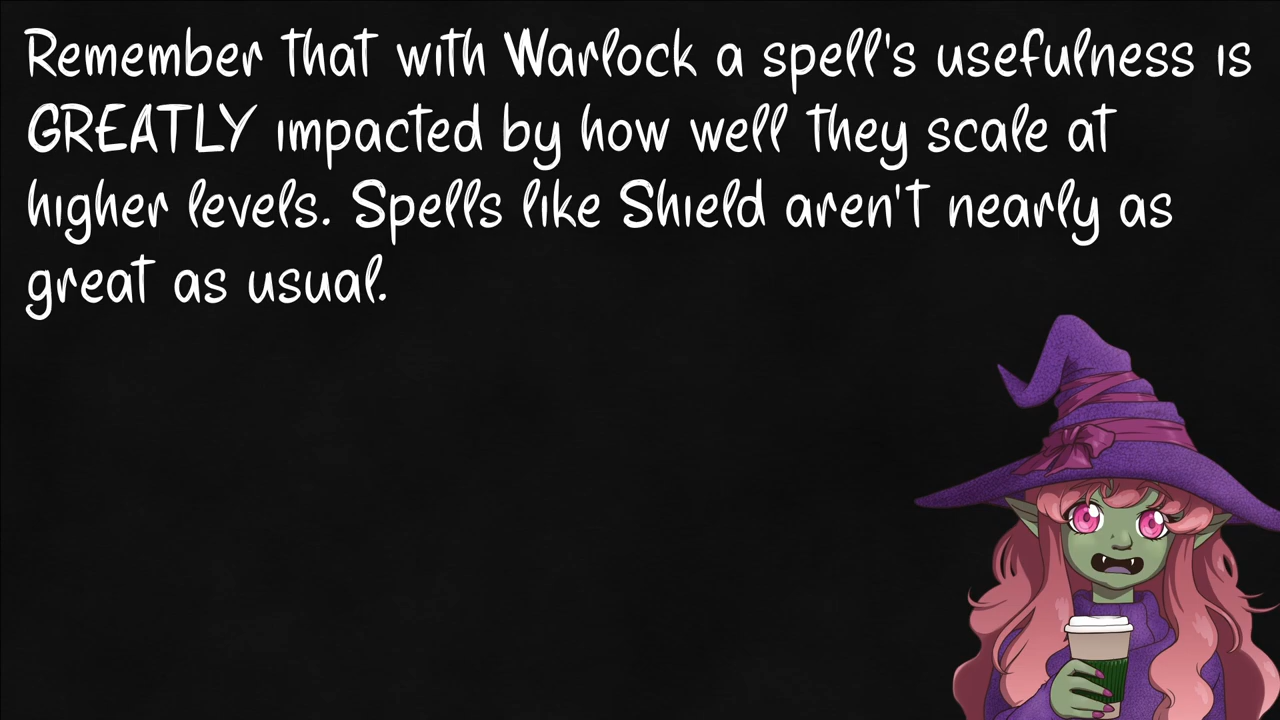 Remember that with Warlock a spell's usefulness is
GREATLY impacted by how well they scale at
higher levels. Spells like Shield aren't nearly as
great as usual.